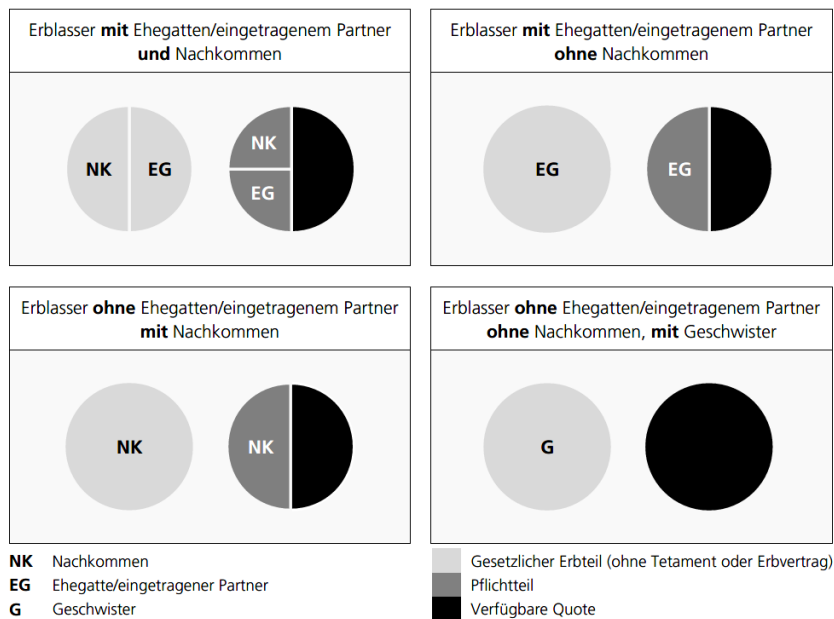 Erblasser mit Ehegatten/eingetragenem Partner
und Nachkommen
NK
EG
NK
EG
Erblasser mit Ehegatten/eingetragenem Partner
ohne Nachkommen
EG
EG
Erblasser ohne Ehegatten/eingetragenem Partner
mit Nachkommen
NK
NK
Erblasser ohne Ehegatten/eingetragenem Partner
ohne Nachkommen, mit Geschwister
G
NK Nachkommen
EG Ehegatte/eingetragener Partner
G Geschwister
Gesetzlicher Erbteil (ohne Tetament oder Erbvertrag)
Pflichtteil
Verfügbare Quote